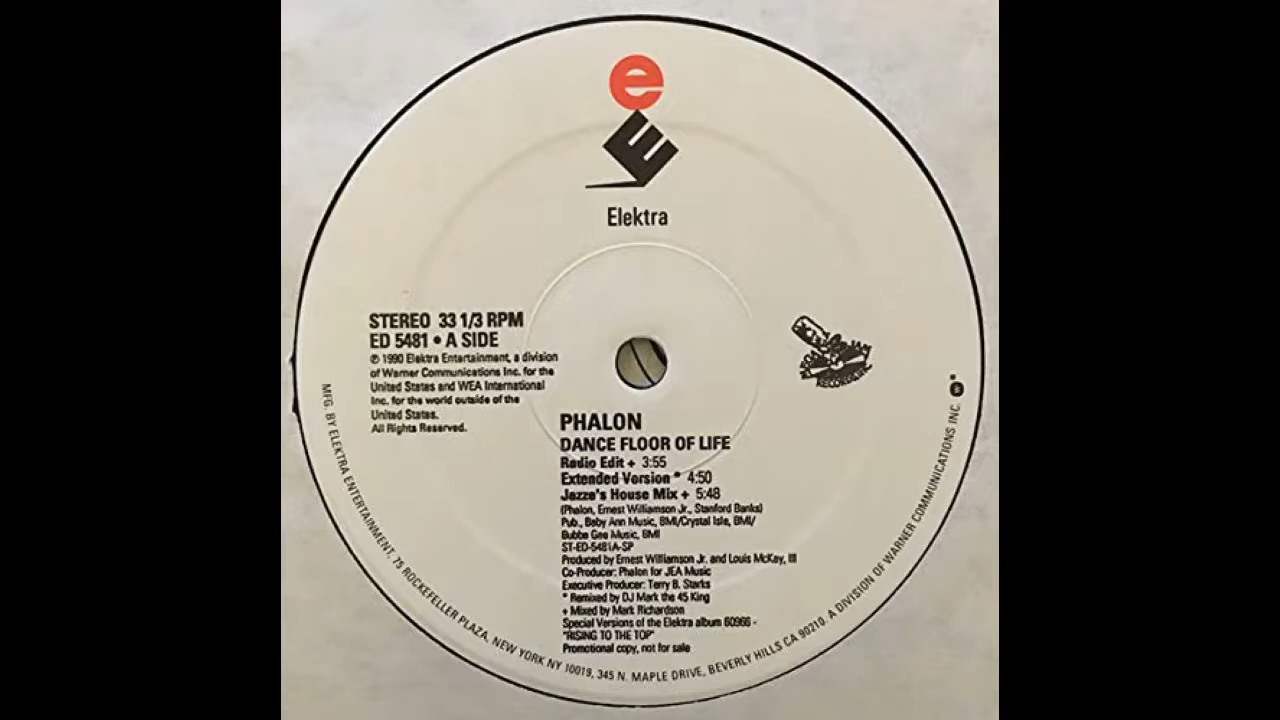 e
E
Elektra
STEREO 33 1/3 RPM
ED 5481 • A SIDE
℗ 1990 Elektra Entertainment, a division
of Warner Communications Inc. for the
United States and WEA International
Inc. for the world outside of the
United States.
All Rights Reserved.
MEGA JAM
RECORDS, INC.
PHALON
DANCE FLOOR OF LIFE
Radio Edit + 3:55
Extended Version * 4:50
Jazze's House Mix + 5:48
(Phalon, Ernest Williamson Jr., Stanford Banks)
Pub., Baby Ann Music, BMI/Crystal Isle, BMI/
Bubba Gee Music, BMI
ST-ED-5481A-SP
Produced by Ernest Williamson Jr. and Louis McKay, III
Co-Producer: Phalon for JEA Music
Executive Producer: Terry B. Starks
* Remixed by DJ Mark the 45 King
+ Mixed by Mark Richardson
Special Versions of the Elektra album 60966 -
"RISING TO THE TOP"
Promotional copy, not for sale
MFG. BY ELEKTRA ENTERTAINMENT, 75 ROCKEFELLER PLAZA, NEW YORK NY 10019, 345 N. MAPLE DRIVE, BEVERLY HILLS CA 90210. A DIVISION OF WARNER COMMUNICATIONS INC.